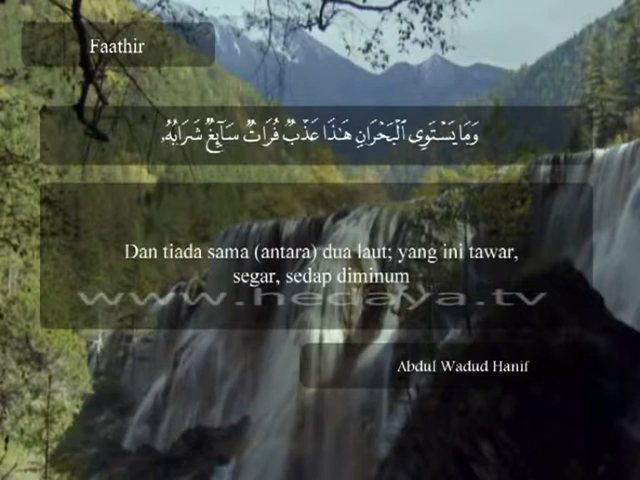 Faathir
وَمَا يَسْتَوِى ٱلْبَحْرَانِ هَـٰذَا عَذْبٌ فُرَاتٌ سَآئِغٌ شَرَابُهُۥ
Dan tiada sama (antara) dua laut; yang ini tawar,
segar, sedap diminum
www.hedaya.tv
Abdul Wadud Hanif